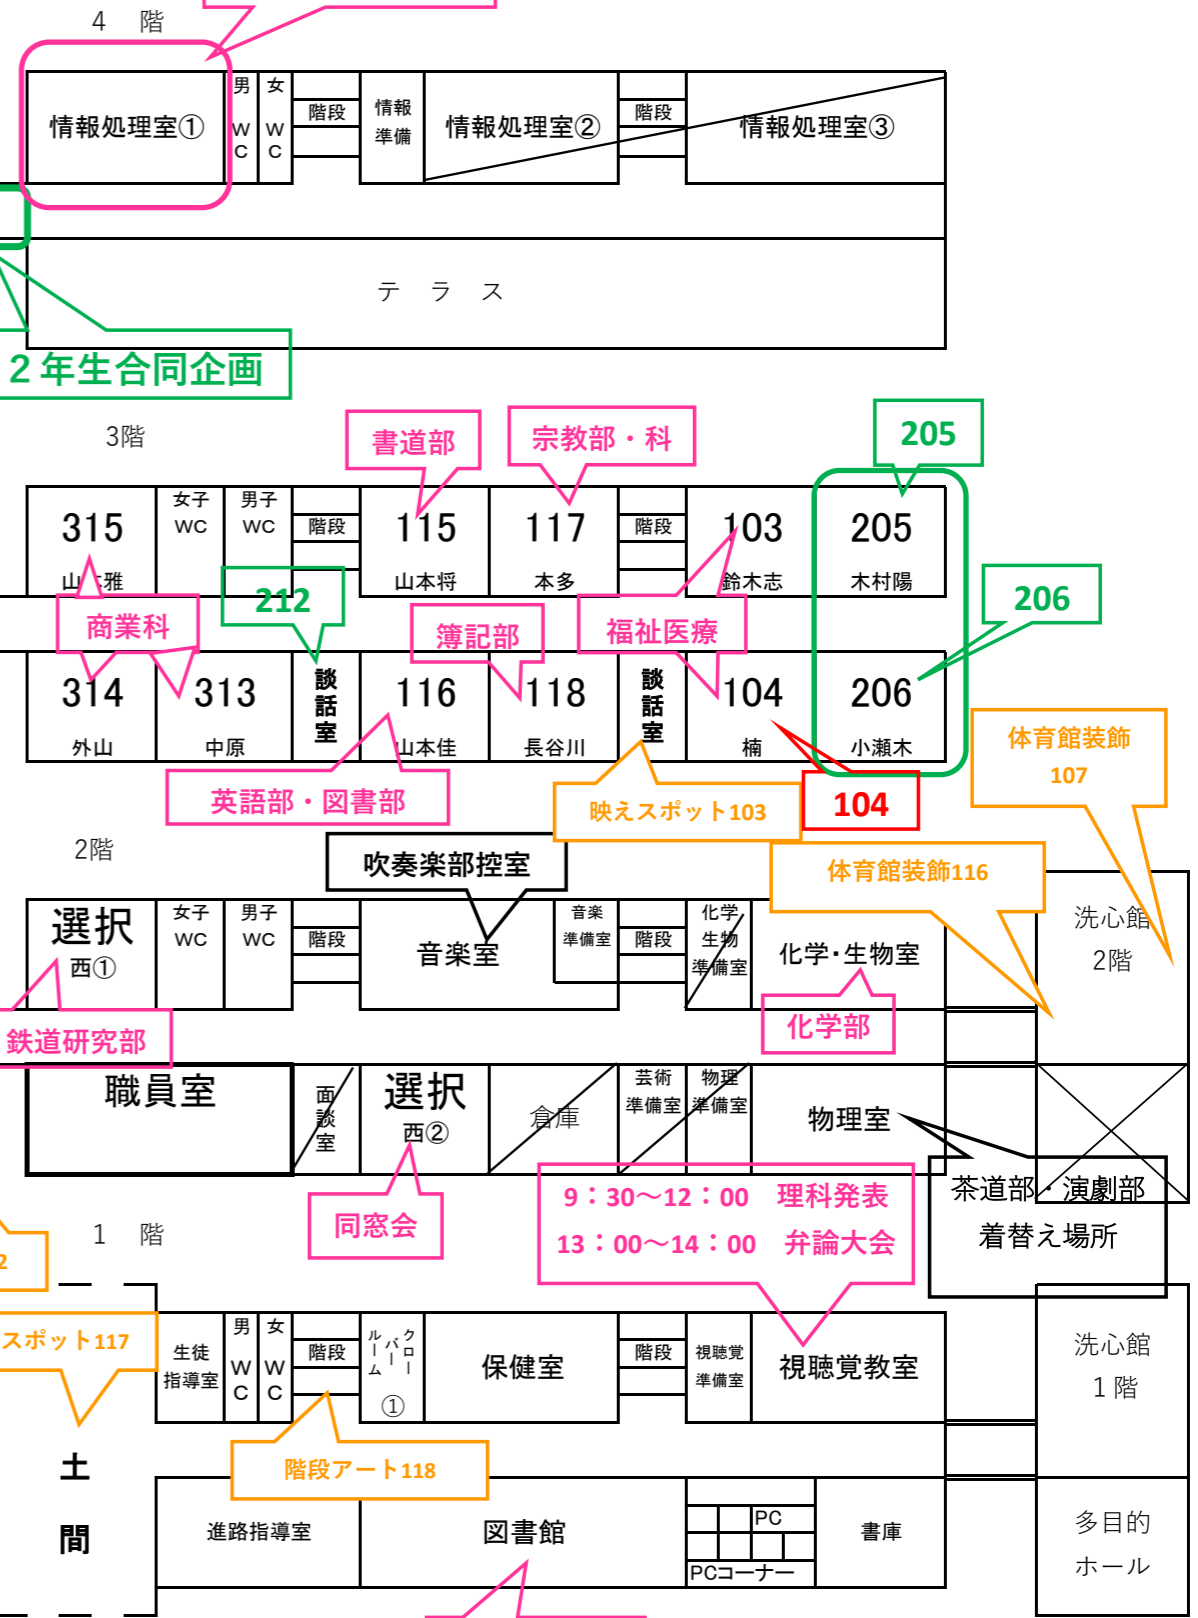 4 階
情報処理室①
男
WC
女
WC
階段
情報
準備
情報処理室②
階段
情報処理室③
テ ラ ス
２年生合同企画
3階
書道部
宗教部・科
205
315
山本雅
女子
WC
男子
WC
階段
115
山本将
117
本多
階段
103
鈴木志
205
木村陽
商業科
212
簿記部
福祉医療
206
314
外山
313
中原
談話室
116
山本佳
118
長谷川
談話室
104
楠
206
小瀬木
英語部・図書部
映えスポット103
104
体育館装飾
107
2階
吹奏楽部控室
体育館装飾116
選択
西①
女子
WC
男子
WC
階段
音楽室
音楽
準備室
階段
化学
生物
準備室
化学・生物室
洗心館
2階
鉄道研究部
化学部
職員室
面談室
選択
西②
倉庫
芸術
準備室
物理
準備室
物理室
同窓会
9：30～12：00 理科発表
13：00～14：00 弁論大会
茶道部・演劇部
着替え場所
1 階
2
スポット117
生徒
指導室
男
WC
女
WC
階段
クローバールーム
①
保健室
階段
視聴覚
準備室
視聴覚教室
洗心館
1 階
階段アート118
土間
進路指導室
図書館
PC
PCコーナー
書庫
多目的
ホール